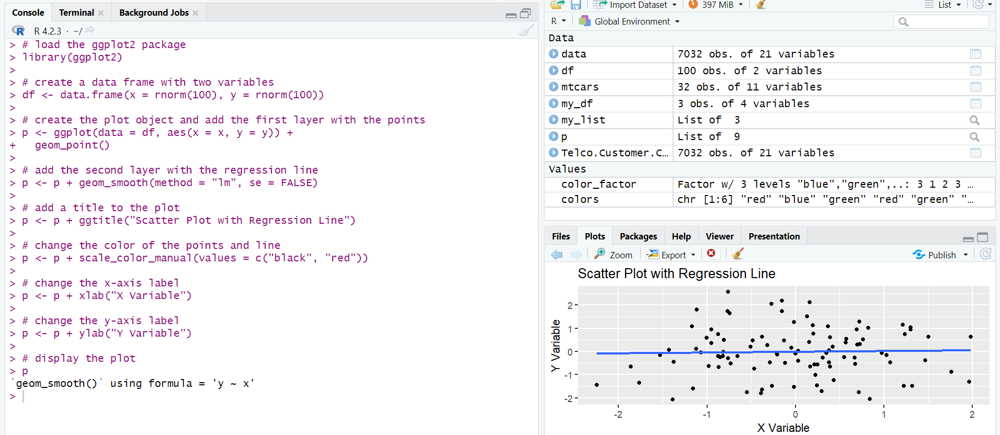 Console Terminal Background Jobs
R 4.2.3 · ~/
> # load the ggplot2 package
> library(ggplot2)
>
> # create a data frame with two variables
> df <- data.frame(x = rnorm(100), y = rnorm(100))
>
> # create the plot object and add the first layer with the points
> p <- ggplot(data = df, aes(x = x, y = y)) +
+   geom_point()
>
> # add the second layer with the regression line
> p <- p + geom_smooth(method = "lm", se = FALSE)
>
> # add a title to the plot
> p <- p + ggtitle("Scatter Plot with Regression Line")
>
> # change the color of the points and line
> p <- p + scale_color_manual(values = c("black", "red"))
>
> # change the x-axis label
> p <- p + xlab("X Variable")
>
> # change the y-axis label
> p <- p + ylab("Y Variable")
>
> # display the plot
> p
`geom_smooth()` using formula = 'y ~ x'
>
Import Dataset 397 MiB List
R Global Environment
Data
data 7032 obs. of 21 variables
df 100 obs. of 2 variables
mtcars 32 obs. of 11 variables
my_df 3 obs. of 4 variables
my_list List of  3
p List of  9
Telco.Customer.C… 7032 obs. of 21 variables
Values
color_factor Factor w/ 3 levels "blue","green",..: 3 1 2 3 …
colors chr [1:6] "red" "blue" "green" "red" "green" "…
Files Plots Packages Help Viewer Presentation
Zoom Export Publish
Scatter Plot with Regression Line
Y Variable
2
1
0
-1
-2
-2 -1 0 1 2
X Variable